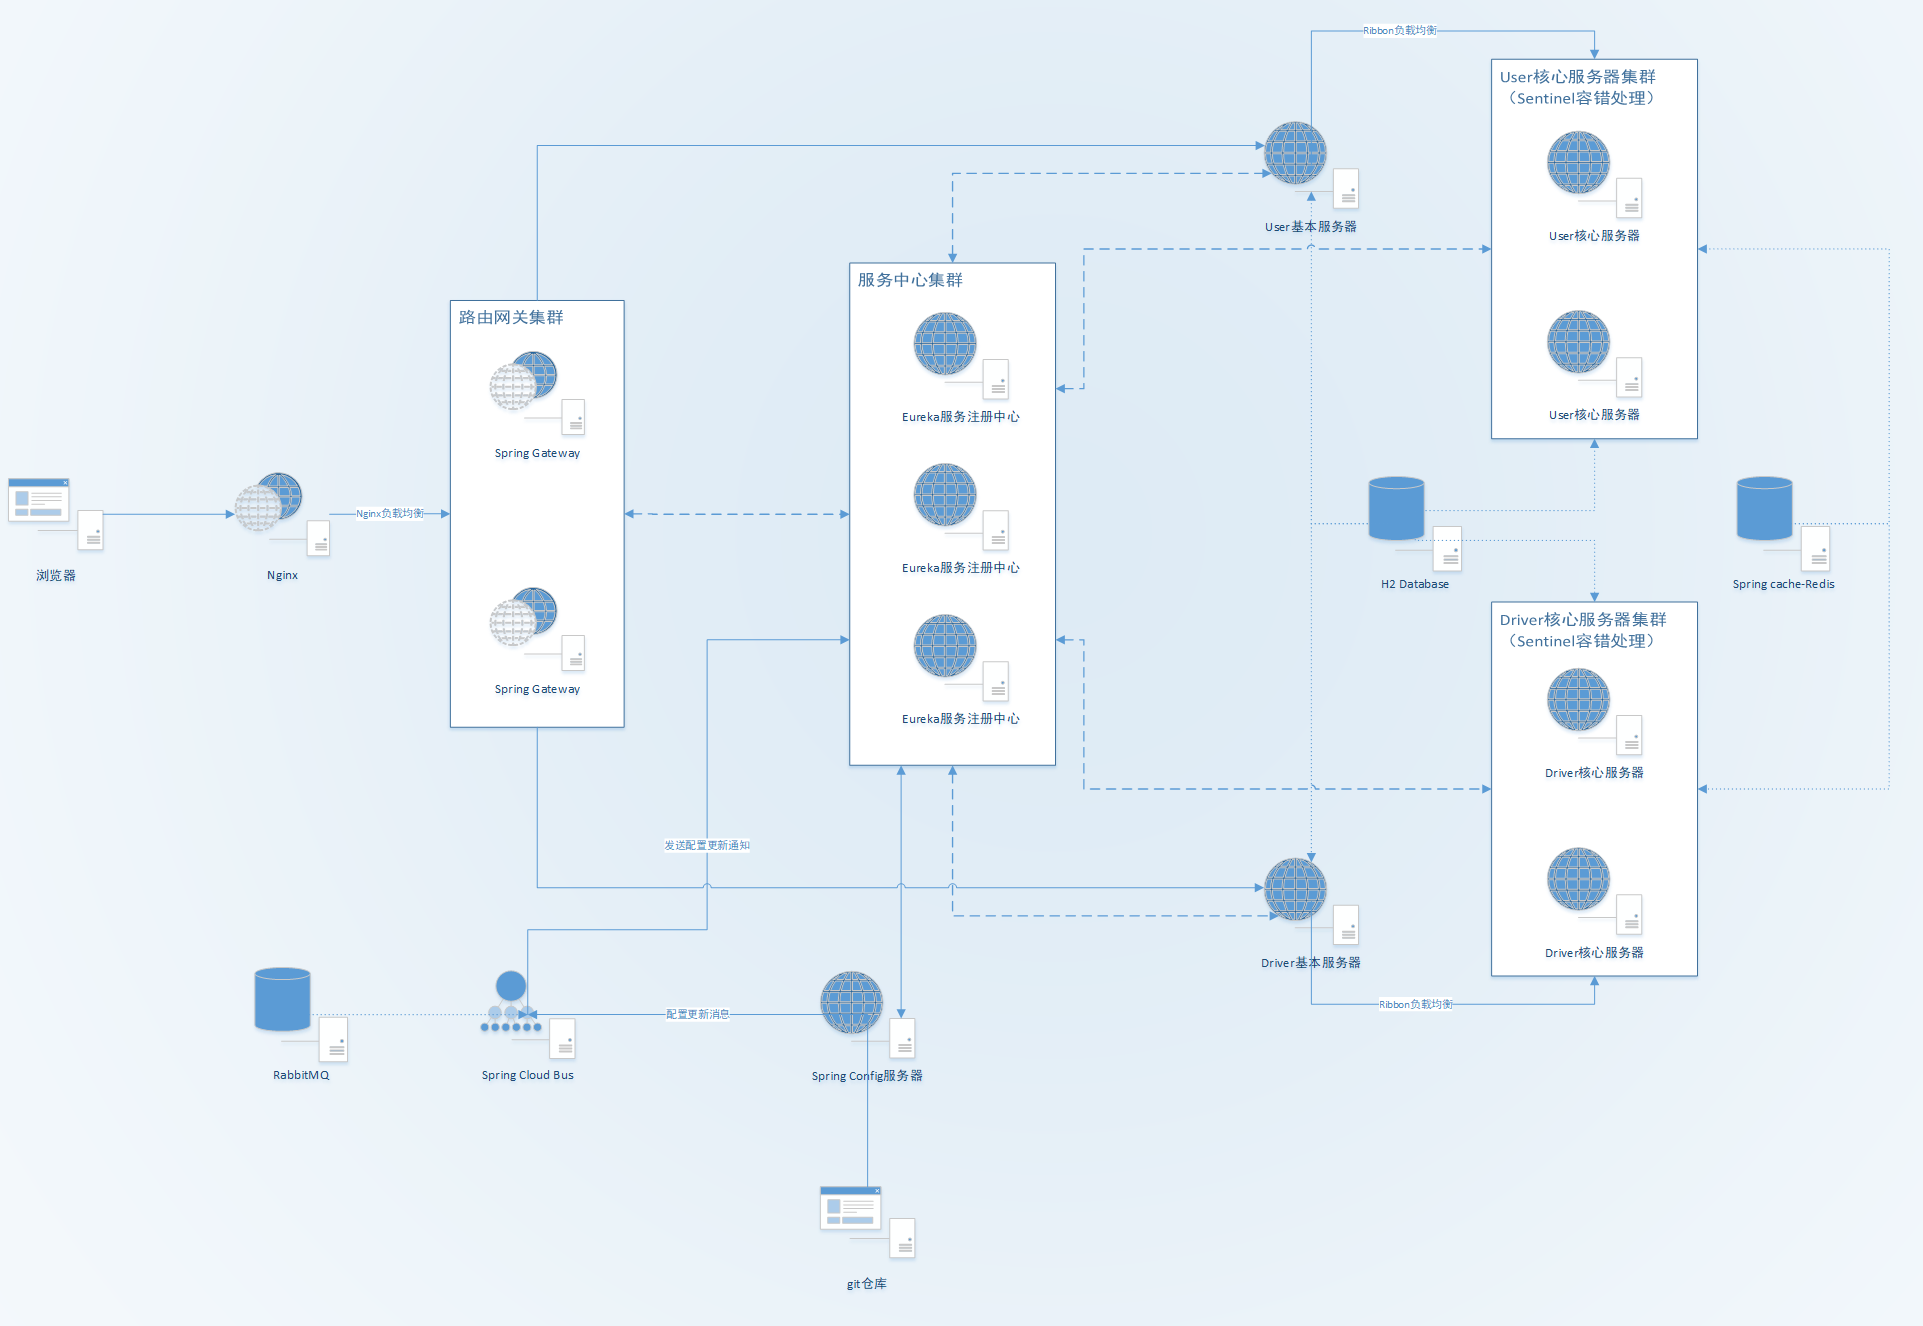 Ribbon负载均衡
User核心服务器集群
（Sentinel容错处理）
User核心服务器
User核心服务器
User基本服务器
服务中心集群
Eureka服务注册中心
Eureka服务注册中心
Eureka服务注册中心
路由网关集群
Spring Gateway
Spring Gateway
浏览器
Nginx
Nginx负载均衡
H2 Database
Spring cache-Redis
Driver核心服务器集群
（Sentinel容错处理）
Driver核心服务器
Driver核心服务器
发送配置更新通知
Driver基本服务器
Ribbon负载均衡
配置更新消息
RabbitMQ
Spring Cloud Bus
Spring Config服务器
git仓库